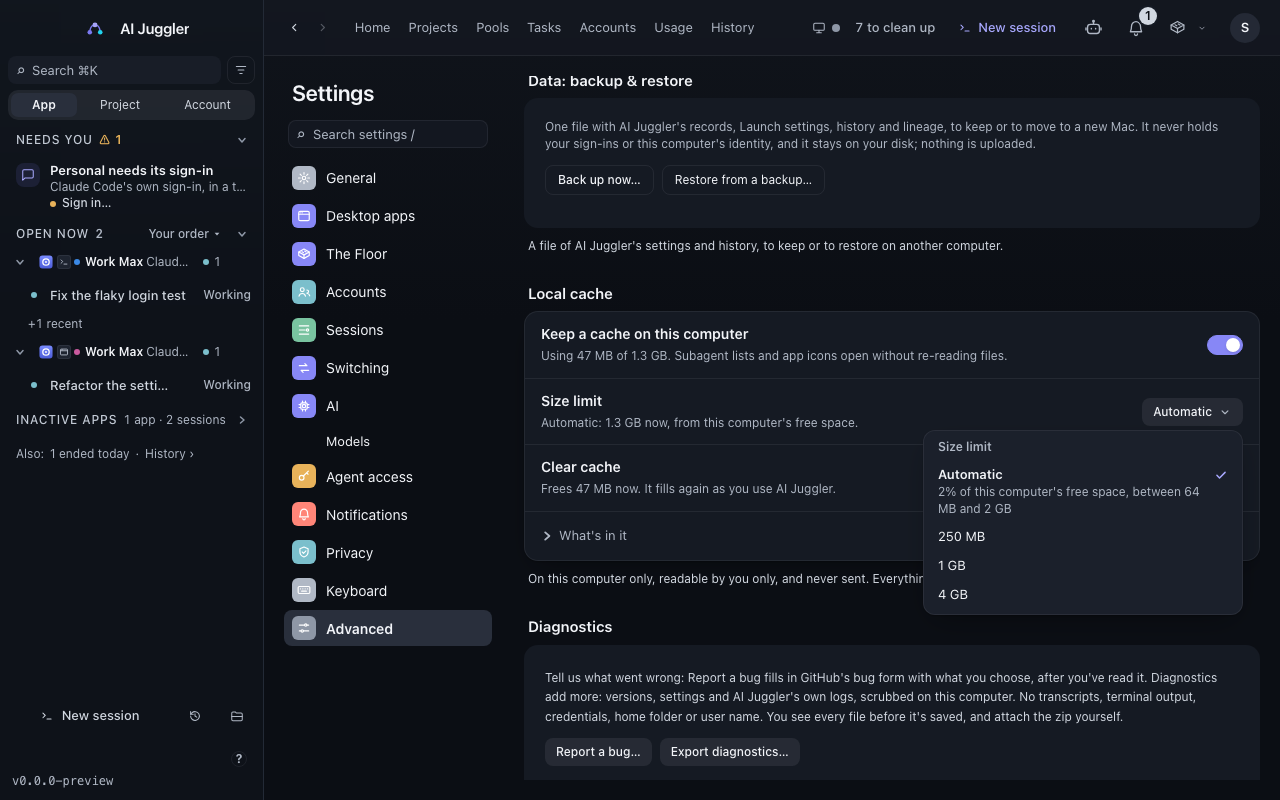 AI Juggler
Search ⌘K
App
Project
Account
NEEDS YOU 1
Personal needs its sign-in
Claude Code's own sign-in, in a t…
Sign in…
OPEN NOW 2
Your order
Work Max Claud…
1
Fix the flaky login test
Working
+1 recent
Work Max Claud…
1
Refactor the setti…
Working
INACTIVE APPS 1 app · 2 sessions
Also: 1 ended today · History ›
New session
?
v0.0.0-preview
Home
Projects
Pools
Tasks
Accounts
Usage
History
7 to clean up
New session
1
S
Settings
Search settings /
General
Desktop apps
The Floor
Accounts
Sessions
Switching
AI
Models
Agent access
Notifications
Privacy
Keyboard
Advanced
Data: backup & restore
One file with AI Juggler's records, Launch settings, history and lineage, to keep or to move to a new Mac. It never holds
your sign-ins or this computer's identity, and it stays on your disk; nothing is uploaded.
Back up now…
Restore from a backup…
A file of AI Juggler's settings and history, to keep or to restore on another computer.
Local cache
Keep a cache on this computer
Using 47 MB of 1.3 GB. Subagent lists and app icons open without re-reading files.
Size limit
Automatic: 1.3 GB now, from this computer's free space.
Automatic
Clear cache
Frees 47 MB now. It fills again as you use AI Juggler.
What's in it
On this computer only, readable by you only, and never sent.
Size limit
Automatic
2% of this computer's free space, between 64
MB and 2 GB
250 MB
1 GB
4 GB
Diagnostics
Tell us what went wrong: Report a bug fills in GitHub's bug form with what you choose, after you've read it. Diagnostics
add more: versions, settings and AI Juggler's own logs, scrubbed on this computer. No transcripts, terminal output,
credentials, home folder or user name. You see every file before it's saved, and attach the zip yourself.
Report a bug…
Export diagnostics…